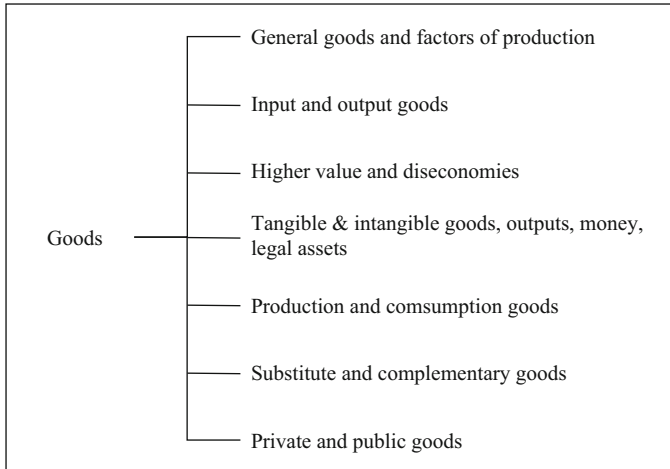 General goods and factors of production
Input and output goods
Higher value and diseconomies
Goods
Tangible & intangible goods, outputs, money,
legal assets
Production and comsumption goods
Substitute and complementary goods
Private and public goods